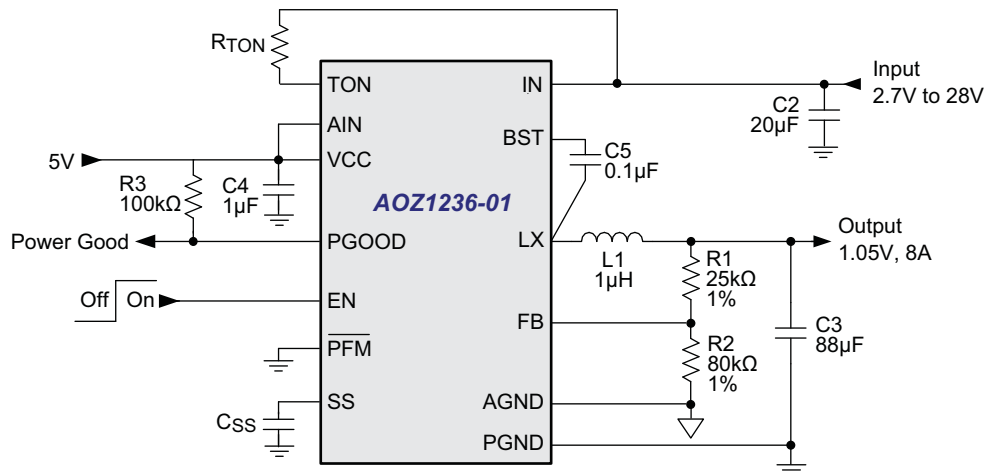 RTON
TON
IN
Input
2.7V to 28V
C2
20µF
AIN
BST
C5
0.1µF
5V
VCC
R3
100kΩ
C4
1µF
AOZ1236-01
Power Good
PGOOD
LX
L1
1µH
Output
1.05V, 8A
R1
25kΩ
1%
Off
On
EN
FB
C3
88µF
PFM
R2
80kΩ
1%
CSS
SS
AGND
PGND